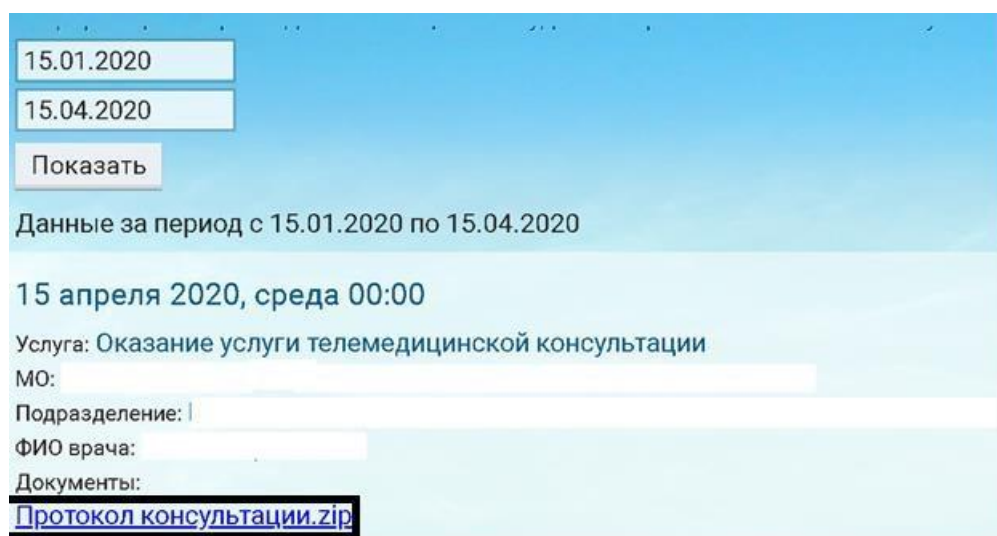 15.01.2020
15.04.2020
Показать
Данные за период с 15.01.2020 по 15.04.2020
15 апреля 2020, среда 00:00
Услуга: Оказание услуги телемедицинской консультации
МО:
Подразделение:
ФИО врача:
Документы:
Протокол консультации.zip